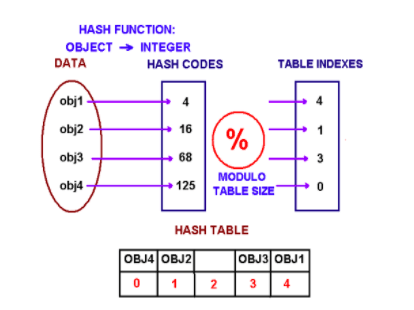 HASH FUNCTION:
OBJECT → INTEGER
DATA HASH CODES TABLE INDEXES
obj1 4 4
obj2 16 1
obj3 68 3
obj4 125 0
%
MODULO
TABLE SIZE
HASH TABLE
OBJ4 OBJ2 OBJ3 OBJ1
0 1 2 3 4